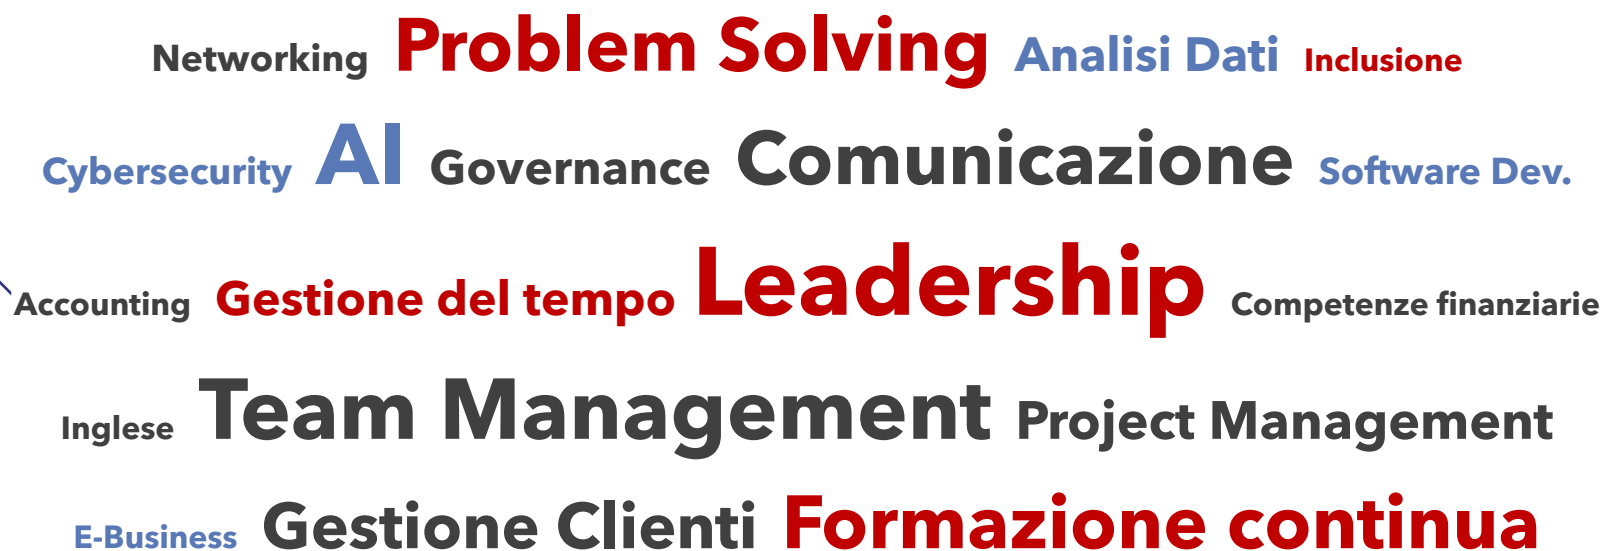 Networking Problem Solving Analisi Dati Inclusione
Cybersecurity AI Governance Comunicazione Software Dev.
Accounting Gestione del tempo Leadership Competenze finanziarie
Inglese Team Management Project Management
E-Business Gestione Clienti Formazione continua